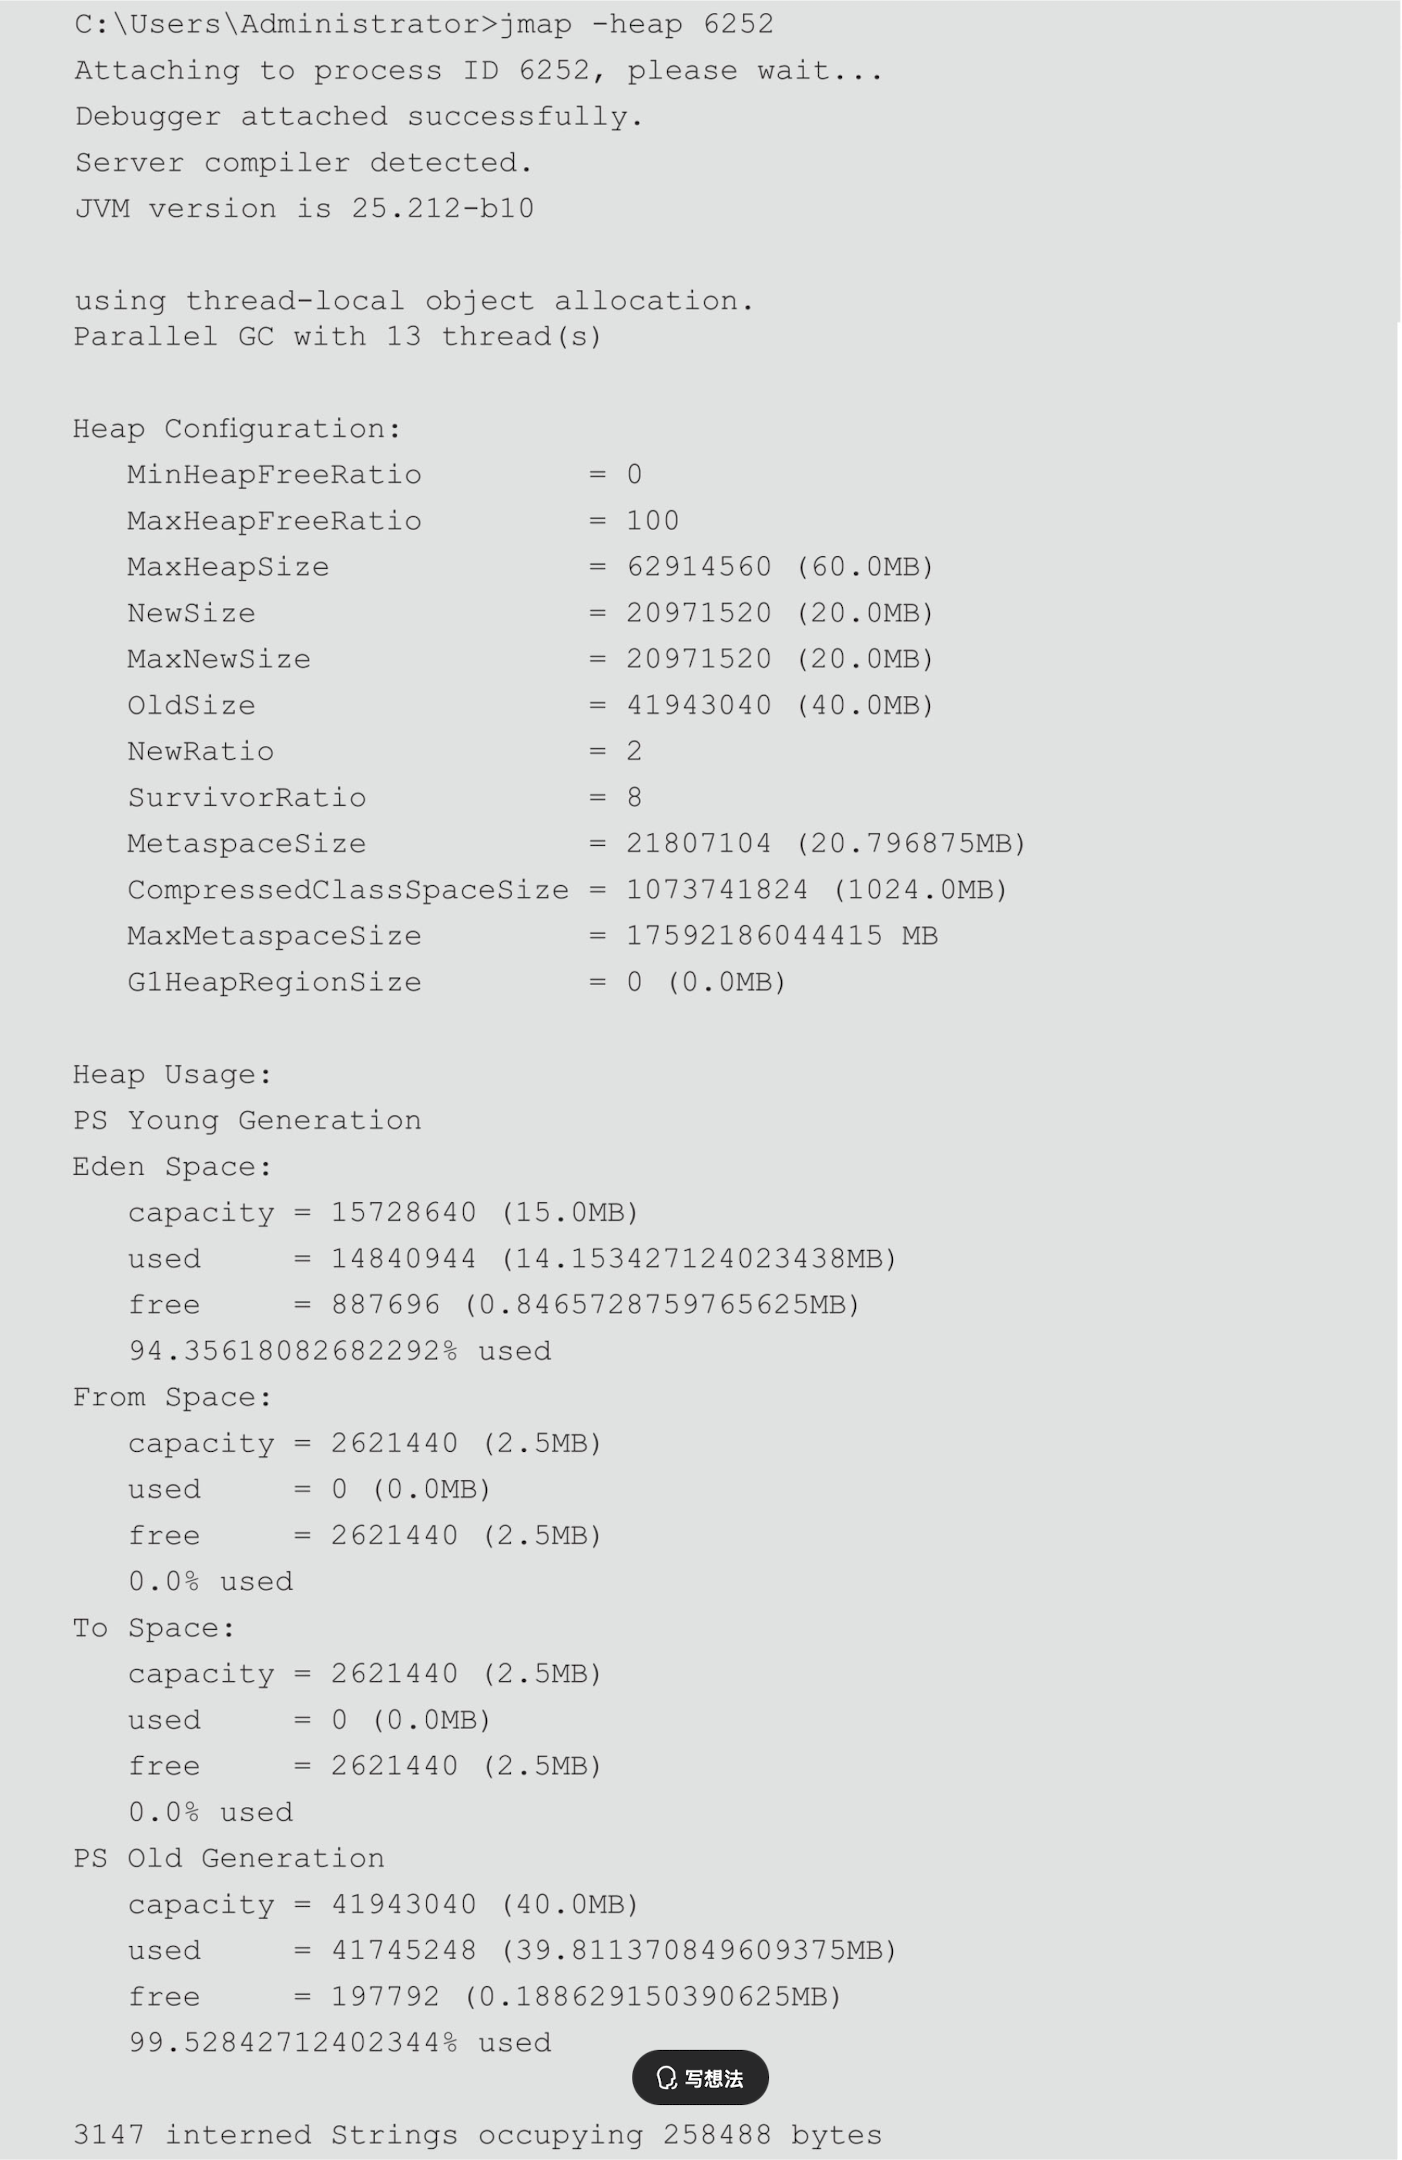 C:\Users\Administrator>jmap -heap 6252
Attaching to process ID 6252, please wait...
Debugger attached successfully.
Server compiler detected.
JVM version is 25.212-b10
using thread-local object allocation.
Parallel GC with 13 thread(s)
Heap Configuration:
MinHeapFreeRatio = 0
MaxHeapFreeRatio = 100
MaxHeapSize = 62914560 (60.0MB)
NewSize = 20971520 (20.0MB)
MaxNewSize = 20971520 (20.0MB)
OldSize = 41943040 (40.0MB)
NewRatio = 2
SurvivorRatio = 8
MetaspaceSize = 21807104 (20.796875MB)
CompressedClassSpaceSize = 1073741824 (1024.0MB)
MaxMetaspaceSize = 17592186044415 MB
G1HeapRegionSize = 0 (0.0MB)
Heap Usage:
PS Young Generation
Eden Space:
capacity = 15728640 (15.0MB)
used = 14840944 (14.153427124023438MB)
free = 887696 (0.8465728759765625MB)
94.35618082682292% used
From Space:
capacity = 2621440 (2.5MB)
used = 0 (0.0MB)
free = 2621440 (2.5MB)
0.0% used
To Space:
capacity = 2621440 (2.5MB)
used = 0 (0.0MB)
free = 2621440 (2.5MB)
0.0% used
PS Old Generation
capacity = 41943040 (40.0MB)
used = 41745248 (39.811370849609375MB)
free = 197792 (0.188629150390625MB)
99.52842712402344% used
写想法
3147 interned Strings occupying 258488 bytes